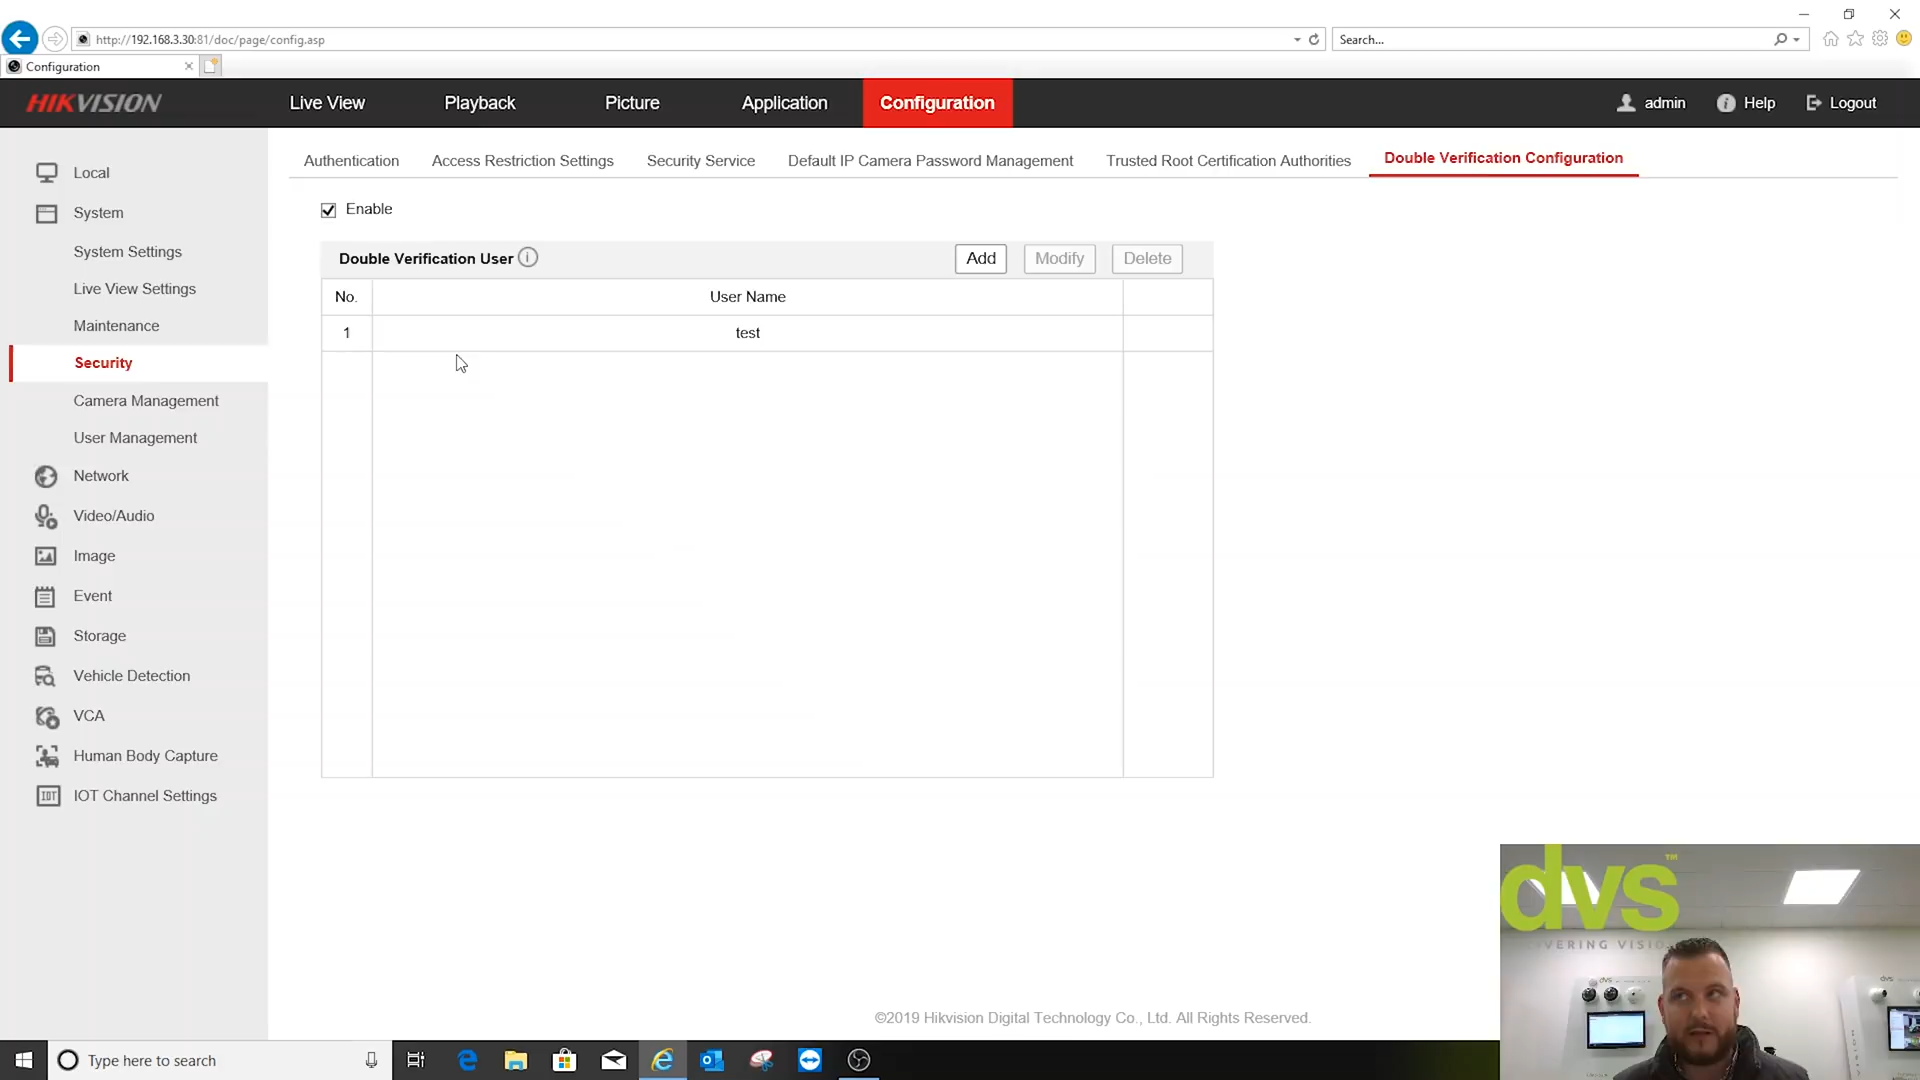 http://192.168.3.30:81/doc/page/config.asp
Search...
Configuration
HIKVISION
Live View
Playback
Picture
Application
Configuration
admin
Help
Logout
Local
System
System Settings
Live View Settings
Maintenance
Security
Camera Management
User Management
Network
Video/Audio
Image
Event
Storage
Vehicle Detection
VCA
Human Body Capture
IOT
IOT Channel Settings
Authentication
Access Restriction Settings
Security Service
Default IP Camera Password Management
Trusted Root Certification Authorities
Double Verification Configuration
Enable
Double Verification User
Add
Modify
Delete
No.
User Name
1
test
©2019 Hikvision Digital Technology Co., Ltd. All Rights Reserved.
dvs™
dvs
dvs
Type here to search